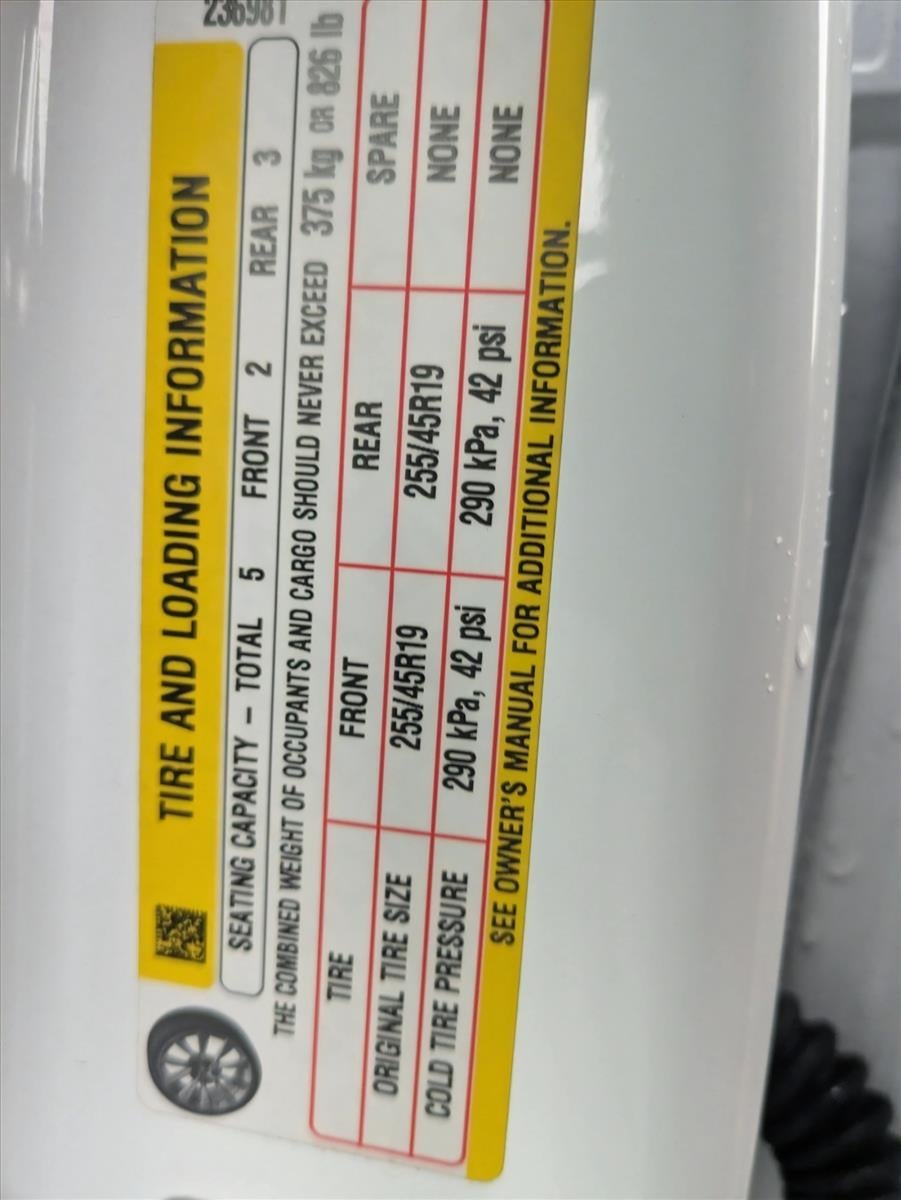 236981
TIRE AND LOADING INFORMATION
SEATING CAPACITY – TOTAL 5 FRONT 2 REAR 3
THE COMBINED WEIGHT OF OCCUPANTS AND CARGO SHOULD NEVER EXCEED 375 kg OR 826 lb
TIRE FRONT REAR SPARE
ORIGINAL TIRE SIZE 255/45R19 255/45R19 NONE
COLD TIRE PRESSURE 290 kPa, 42 psi 290 kPa, 42 psi NONE
SEE OWNER'S MANUAL FOR ADDITIONAL INFORMATION.